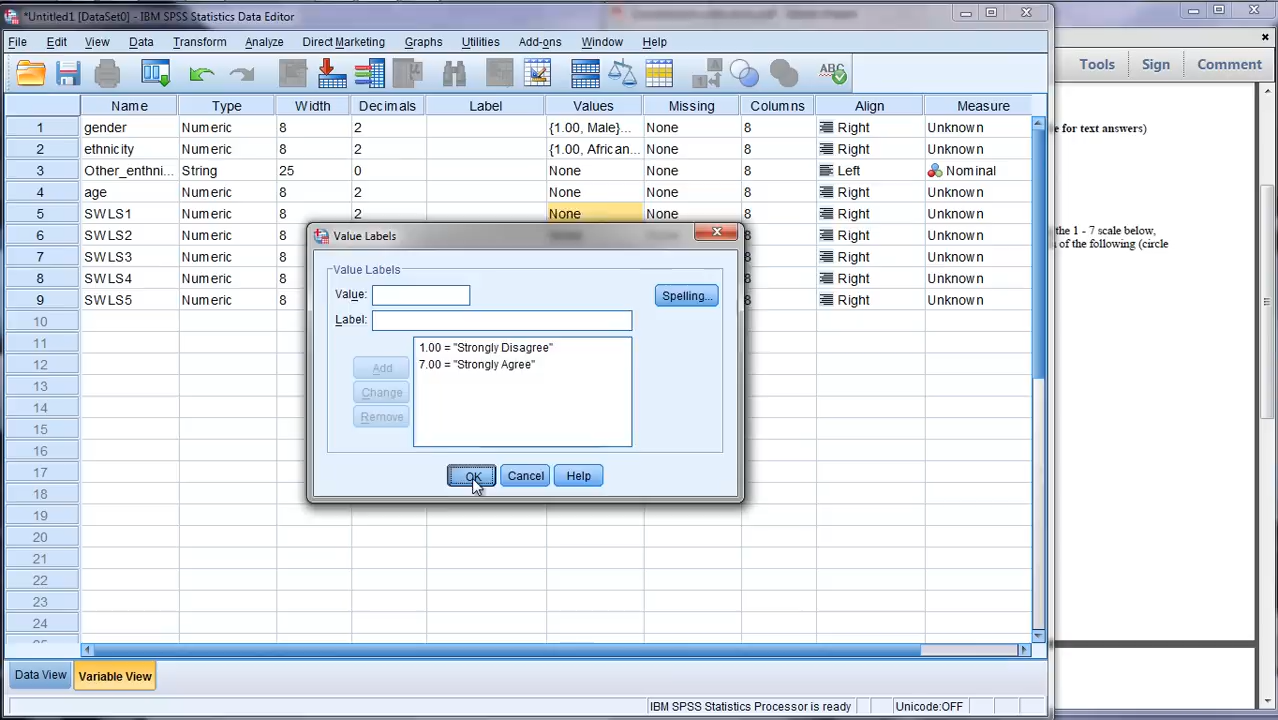 *Untitled1 [DataSet0] - IBM SPSS Statistics Data Editor
File Edit View Data Transform Analyze Direct Marketing Graphs Utilities Add-ons Window Help
Tools Sign Comment
Name Type Width Decimals Label Values Missing Columns Align Measure
1 gender Numeric 8 2 {1.00, Male}... None 8 Right Unknown
e for text answers)
2 ethnicity Numeric 8 2 {1.00, African... None 8 Right Unknown
3 Other_enthni... String 25 0 None None 8 Left Nominal
4 age Numeric 8 2 None None 8 Right Unknown
5 SWLS1 Numeric 8 2 None None 8 Right Unknown
6 SWLS2 Numeric 8 8 Right Unknown
the 1 - 7 scale below,
of the following (circle
7 SWLS3 Numeric 8 8 Right Unknown
8 SWLS4 Numeric 8 8 Right Unknown
9 SWLS5 Numeric 8 8 Right Unknown
10
11
12
13
14
15
16
17
18
19
20
21
22
23
24
Value Labels
Value Labels
Value:
Spelling...
Label:
1.00 = "Strongly Disagree"
7.00 = "Strongly Agree"
Add
Change
Remove
OK Cancel Help
Data View Variable View
IBM SPSS Statistics Processor is ready Unicode:OFF